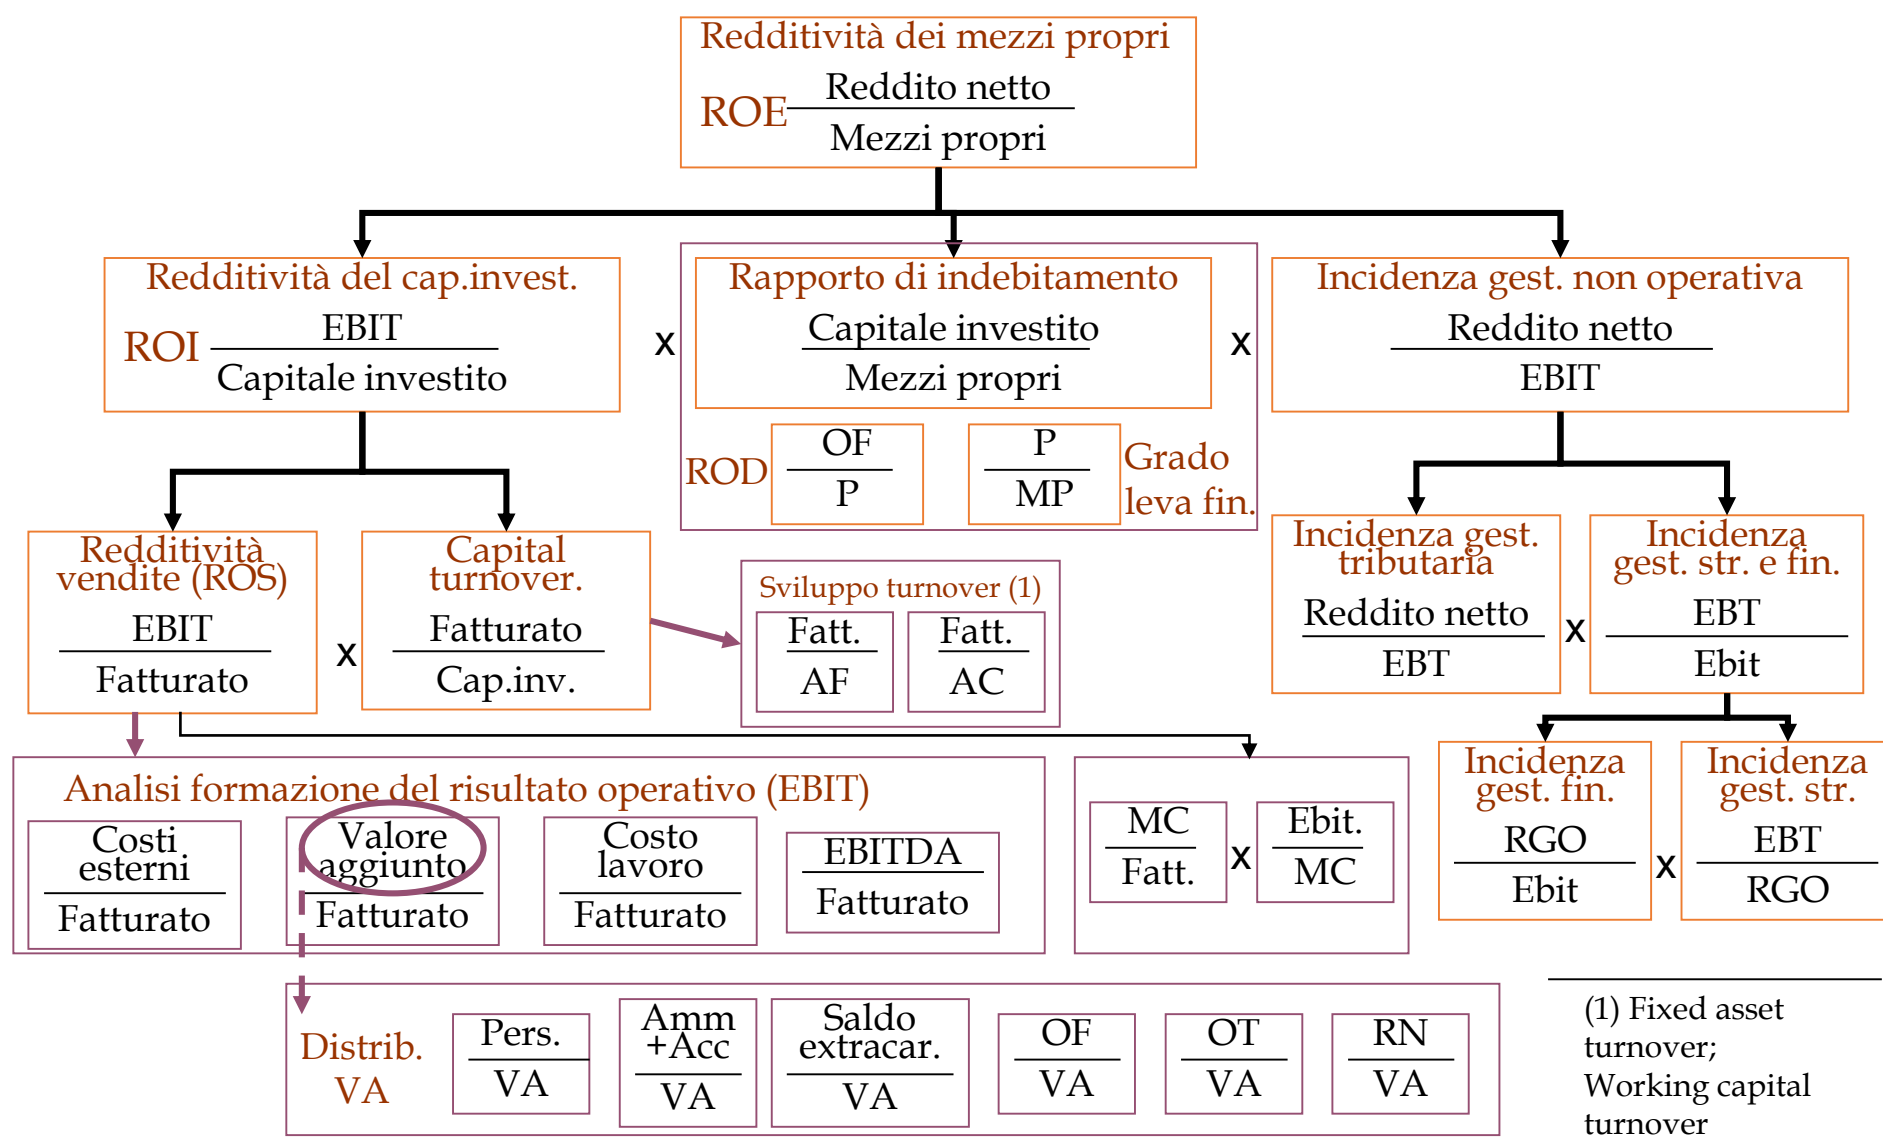 Redditività dei mezzi propri
Reddito netto
ROE
Mezzi propri
Redditività del cap.invest.
EBIT
ROI
Capitale investito
x
Rapporto di indebitamento
Capitale investito
Mezzi propri
ROD
OF
P
P
MP
Grado
leva fin.
x
Incidenza gest. non operativa
Reddito netto
EBIT
Redditività
vendite (ROS)
EBIT
Fatturato
x
Capital
turnover.
Fatturato
Cap.inv.
Sviluppo turnover (1)
Fatt.
AF
Fatt.
AC
Incidenza gest.
tributaria
Reddito netto
EBT
x
Incidenza
gest. str. e fin.
EBT
Ebit
Analisi formazione del risultato operativo (EBIT)
Costi
esterni
Fatturato
Valore
aggiunto
Fatturato
Costo
lavoro
Fatturato
EBITDA
Fatturato
MC
Fatt.
x
Ebit.
MC
Incidenza
gest. fin.
RGO
Ebit
x
Incidenza
gest. str.
EBT
RGO
Distrib.
VA
Pers.
VA
Amm
+Acc
VA
Saldo
extracar.
VA
OF
VA
OT
VA
RN
VA
(1) Fixed asset
turnover;
Working capital
turnover